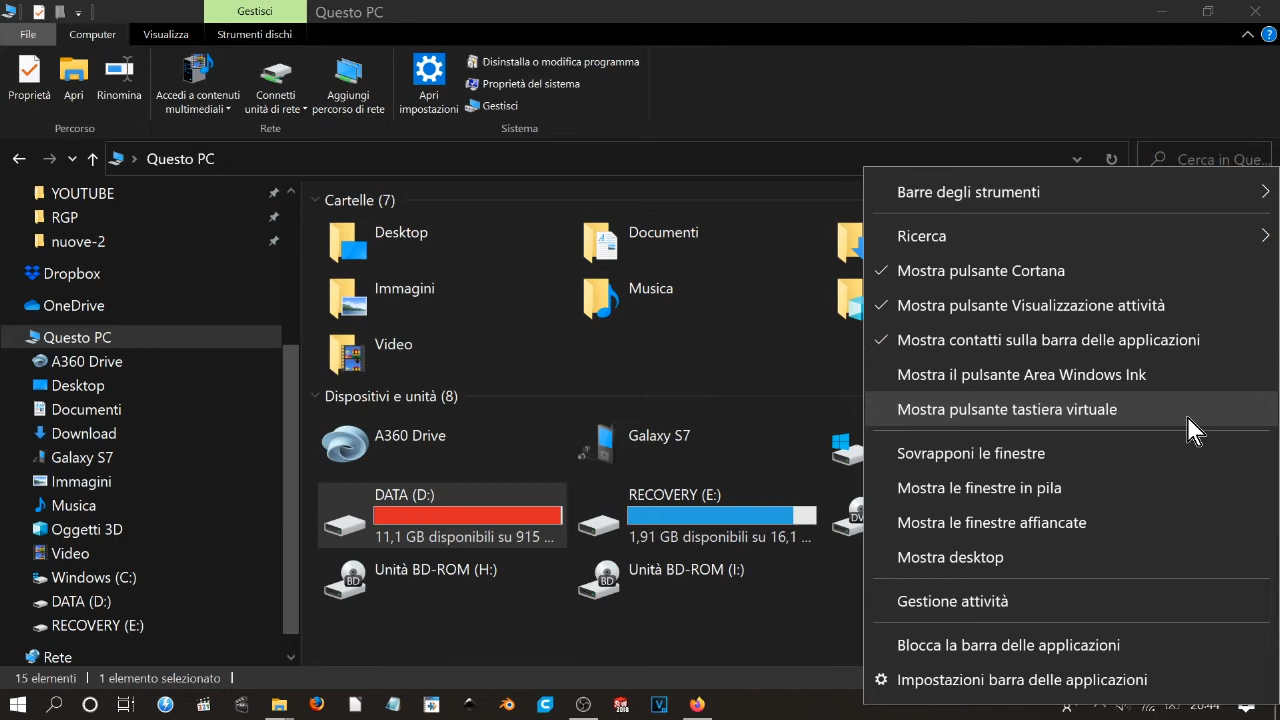 Gestisci
Questo PC
File
Computer
Visualizza
Strumenti dischi
Proprietà
Apri
Rinomina
Accedi a contenuti
multimediali
Connetti
unità di rete
Aggiungi
percorso di rete
Apri
impostazioni
Disinstalla o modifica programma
Proprietà del sistema
Gestisci
Percorso
Rete
Sistema
Questo PC
Cerca in Que...
YOUTUBE
RGP
nuove-2
Dropbox
OneDrive
Questo PC
A360 Drive
Desktop
Documenti
Download
Galaxy S7
Immagini
Musica
Oggetti 3D
Video
Windows (C:)
DATA (D:)
RECOVERY (E:)
Rete
Cartelle (7)
Desktop
Documenti
Immagini
Musica
Video
Dispositivi e unità (8)
A360 Drive
Galaxy S7
DATA (D:)
11,1 GB disponibili su 915 ...
RECOVERY (E:)
1,91 GB disponibili su 16,1 ...
Unità BD-ROM (H:)
Unità BD-ROM (I:)
Barre degli strumenti
Ricerca
Mostra pulsante Cortana
Mostra pulsante Visualizzazione attività
Mostra contatti sulla barra delle applicazioni
Mostra il pulsante Area Windows Ink
Mostra pulsante tastiera virtuale
Sovrapponi le finestre
Mostra le finestre in pila
Mostra le finestre affiancate
Mostra desktop
Gestione attività
Blocca la barra delle applicazioni
Impostazioni barra delle applicazioni
15 elementi
1 elemento selezionato
20:44